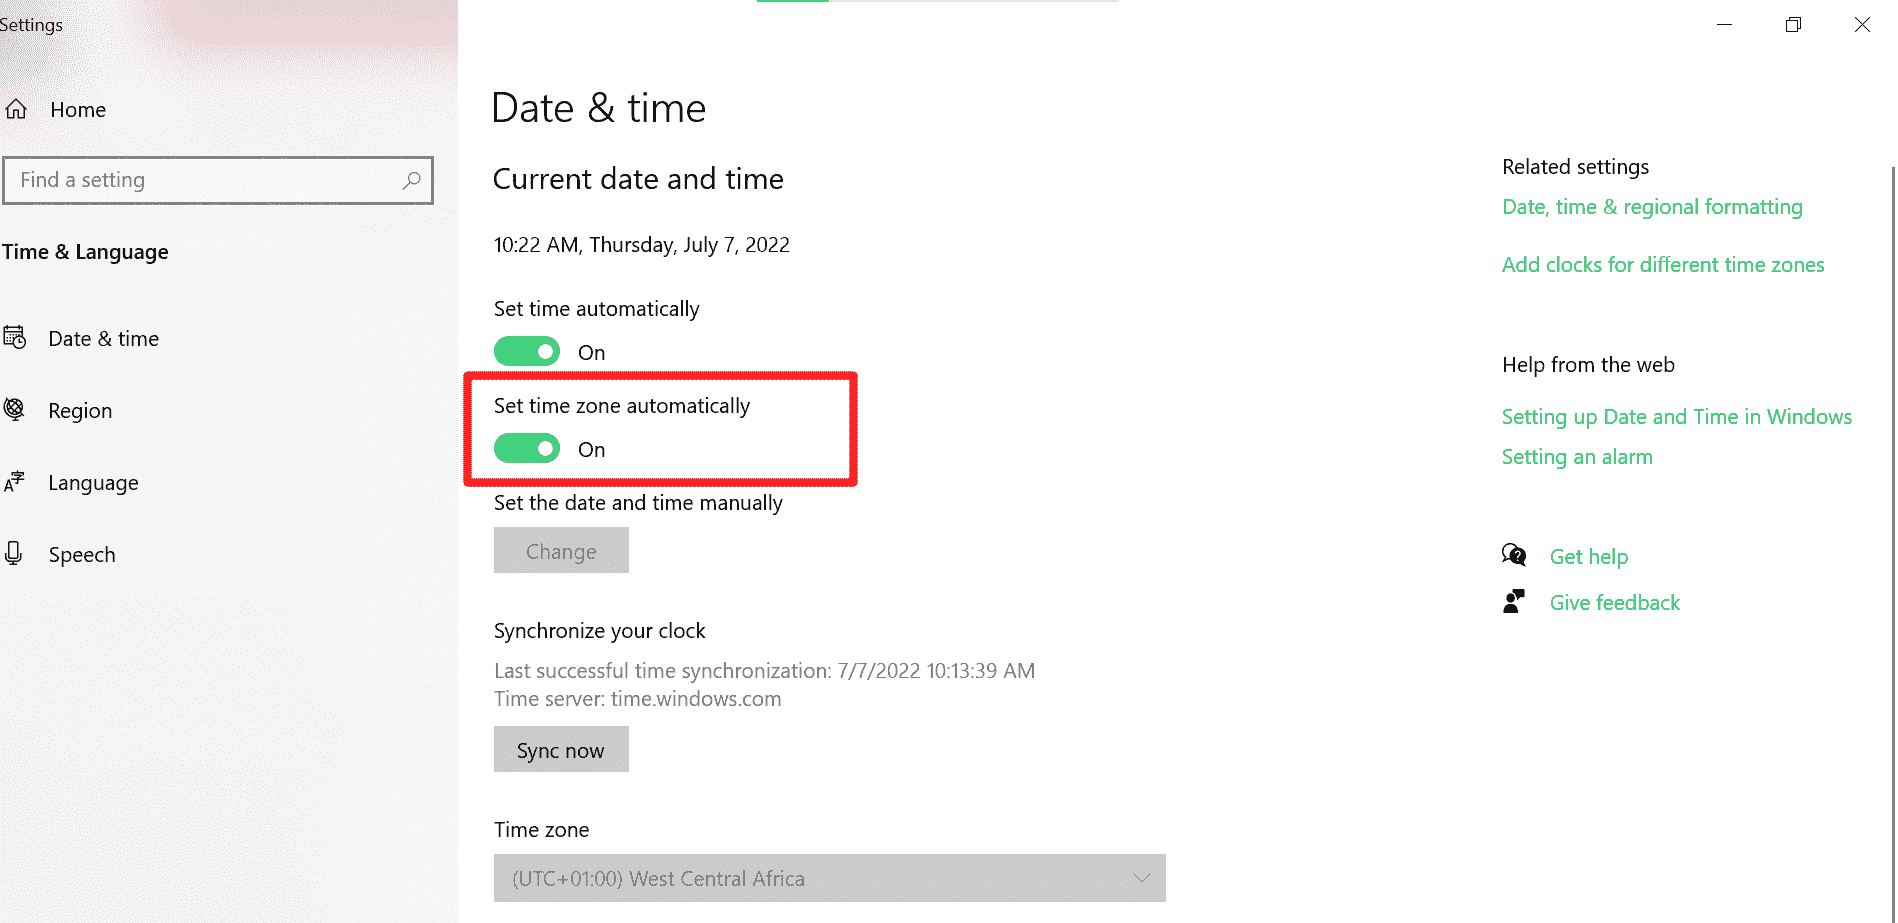 Settings
Home
Find a setting
Time & Language
Date & time
Region
Language
Speech
Date & time
Current date and time
10:22 AM, Thursday, July 7, 2022
Set time automatically
On
Set time zone automatically
On
Set the date and time manually
Change
Synchronize your clock
Last successful time synchronization: 7/7/2022 10:13:39 AM
Time server: time.windows.com
Sync now
Time zone
(UTC+01:00) West Central Africa
Related settings
Date, time & regional formatting
Add clocks for different time zones
Help from the web
Setting up Date and Time in Windows
Setting an alarm
Get help
Give feedback